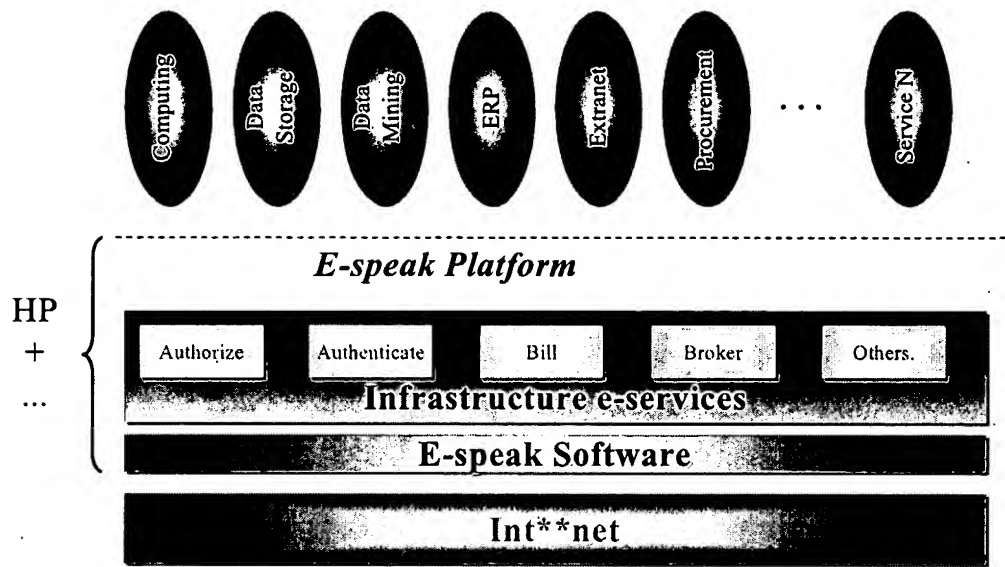 Computing
Data
Storage
Data
Mining
ERP
Extranet
Procurement
...
Service N
E-speak Platform
HP
+
...
Authorize
Authenticate
Bill
Broker
Others.
Infrastructure e-services
E-speak Software
Int**net